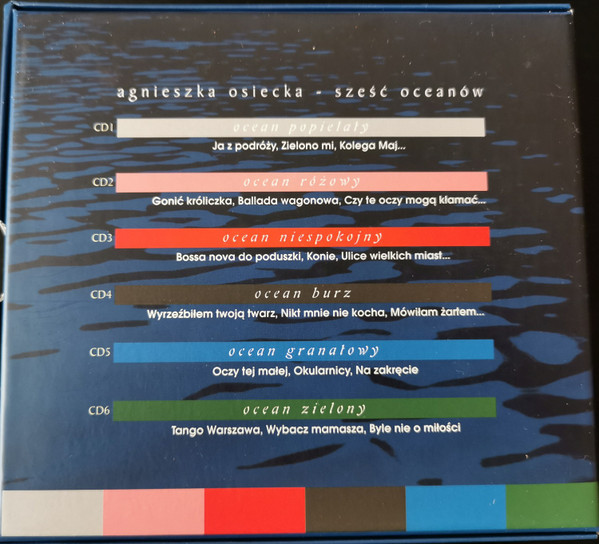 agnieszka osiecka - sześć oceanów
CD1 ocean popielaty
Ja z podróży, Zielono mi, Kolega Maj...
CD2 ocean różowy
Gonić króliczka, Ballada wagonowa, Czy te oczy mogą kłamać...
CD3 ocean niespokojny
Bossa nova do poduszki, Konie, Ulice wielkich miast...
CD4 ocean burz
Wyrzeźbiłem twoją twarz, Nikt mnie nie kocha, Mówiłam żartem...
CD5 ocean granatowy
Oczy tej małej, Okularnicy, Na zakręcie
CD6 ocean zielony
Tango Warszawa, Wybacz mamasza, Byle nie o miłości